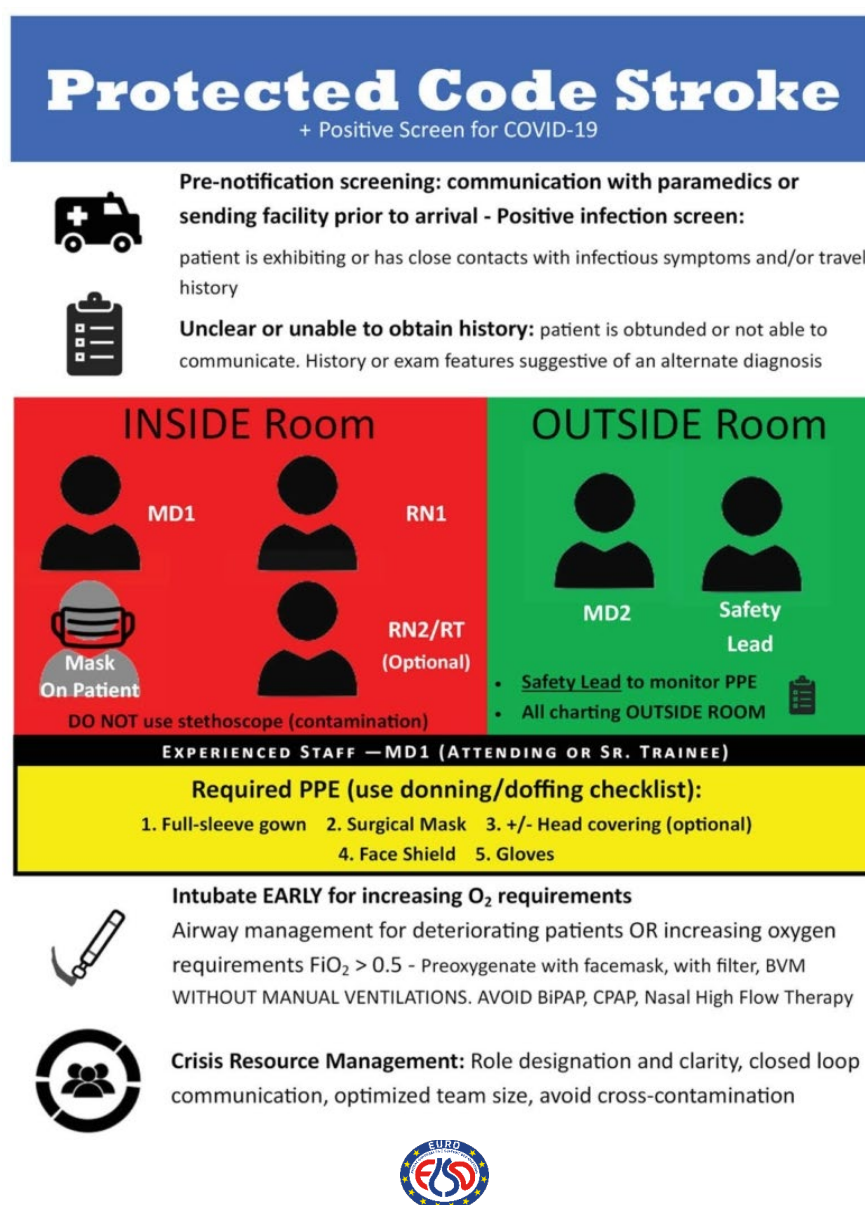 Protected Code Stroke
+ Positive Screen for COVID-19
Pre-notification screening: communication with paramedics or
sending facility prior to arrival - Positive infection screen:
patient is exhibiting or has close contacts with infectious symptoms and/or travel
history
Unclear or unable to obtain history: patient is obtunded or not able to
communicate. History or exam features suggestive of an alternate diagnosis
INSIDE Room
MD1
RN1
Mask
On Patient
RN2/RT
(Optional)
DO NOT use stethoscope (contamination)
OUTSIDE Room
MD2
Safety
Lead
• Safety Lead to monitor PPE
• All charting OUTSIDE ROOM
EXPERIENCED STAFF —MD1 (ATTENDING OR SR. TRAINEE)
Required PPE (use donning/doffing checklist):
1. Full-sleeve gown 2. Surgical Mask 3. +/- Head covering (optional)
4. Face Shield 5. Gloves
Intubate EARLY for increasing O₂ requirements
Airway management for deteriorating patients OR increasing oxygen
requirements FiO₂ > 0.5 - Preoxygenate with facemask, with filter, BVM
WITHOUT MANUAL VENTILATIONS. AVOID BiPAP, CPAP, Nasal High Flow Therapy
Crisis Resource Management: Role designation and clarity, closed loop
communication, optimized team size, avoid cross-contamination
EURO
ELSO